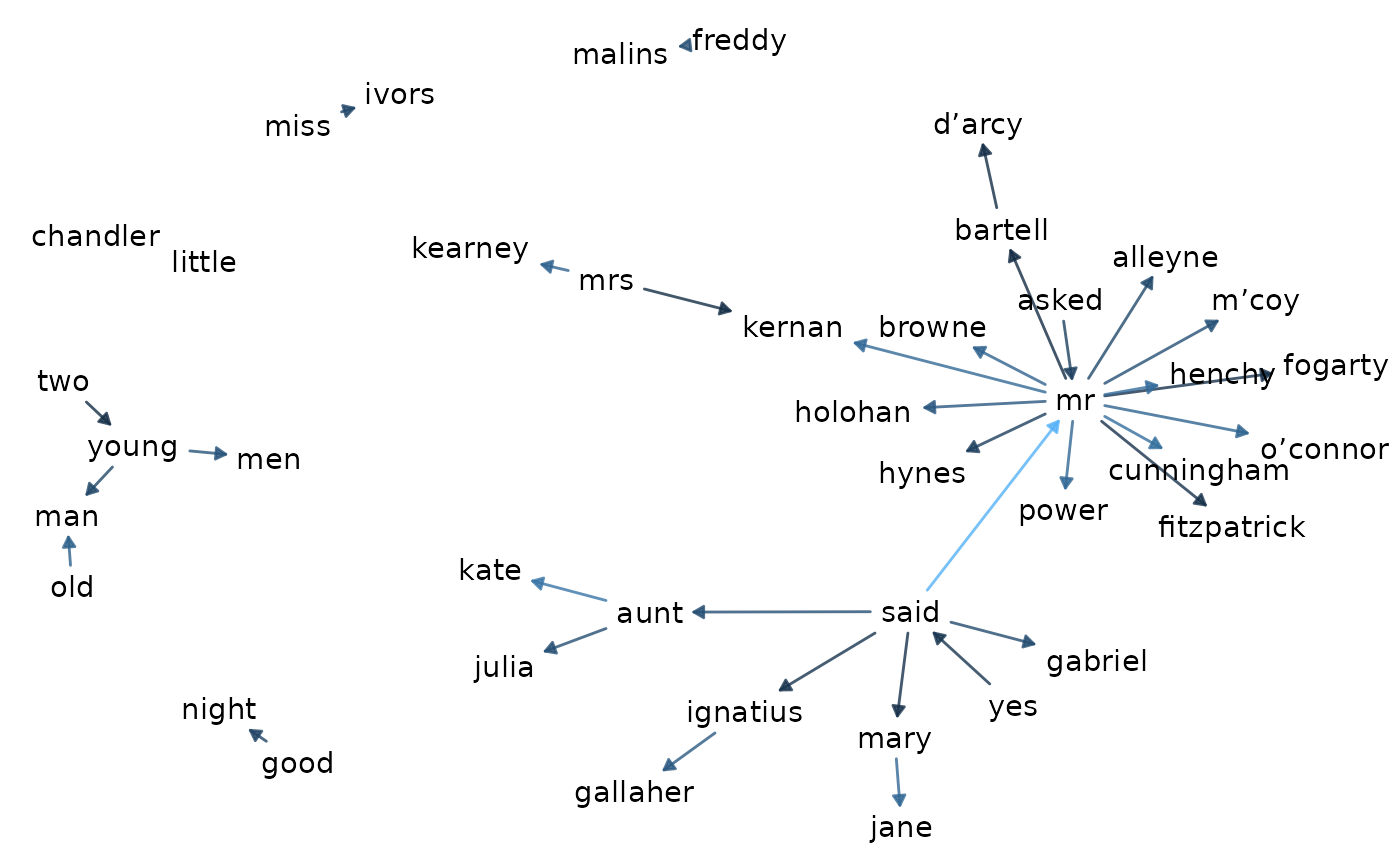 freddy
malins
ivors
miss
d’arcy
bartell
chandler
kearney
alleyne
little
mrs
asked
m’coy
kernan
browne
fogarty
henchy
two
mr
holohan
young
o’connor
men
cunningham
hynes
power
man
fitzpatrick
kate
old
said
aunt
gabriel
julia
yes
night
ignatius
mary
good
gallaher
jane